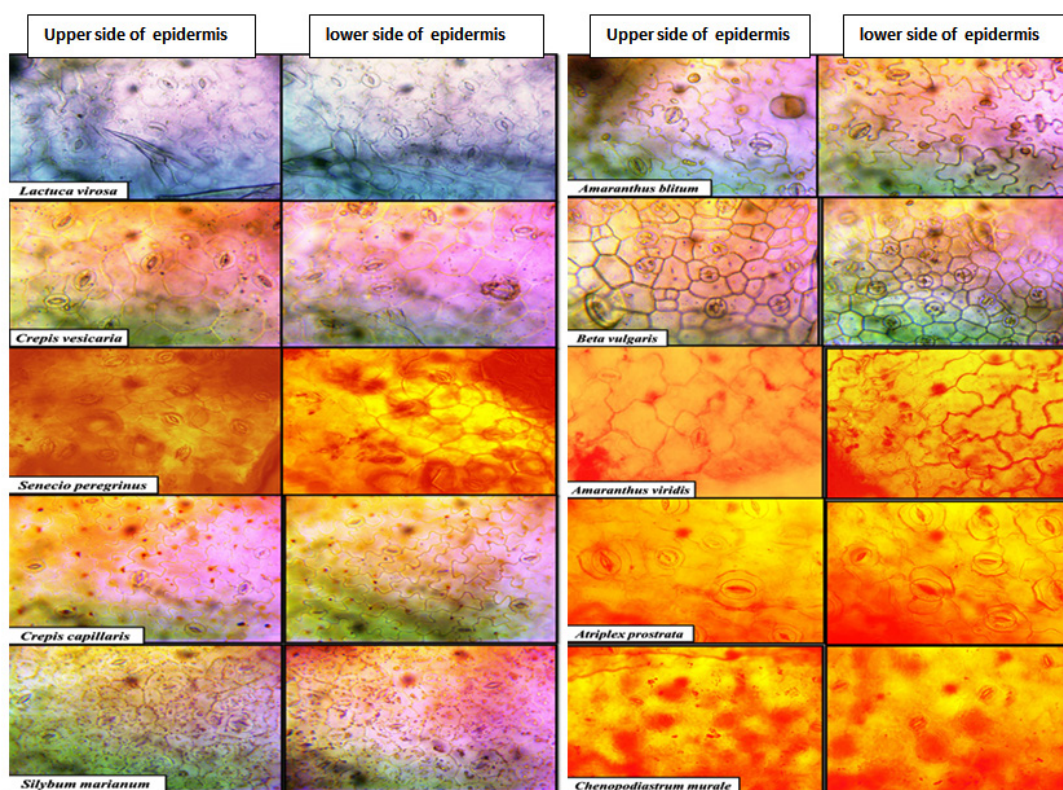 Upper side of epidermis
lower side of epidermis
Upper side of epidermis
lower side of epidermis
Lactuca virosa
Amaranthus blitum
Crepis vesicaria
Beta vulgaris
Senecio peregrinus
Amaranthus viridis
Crepis capillaris
Atriplex prostrata
Silybum marianum
Chenopodiastrum murale